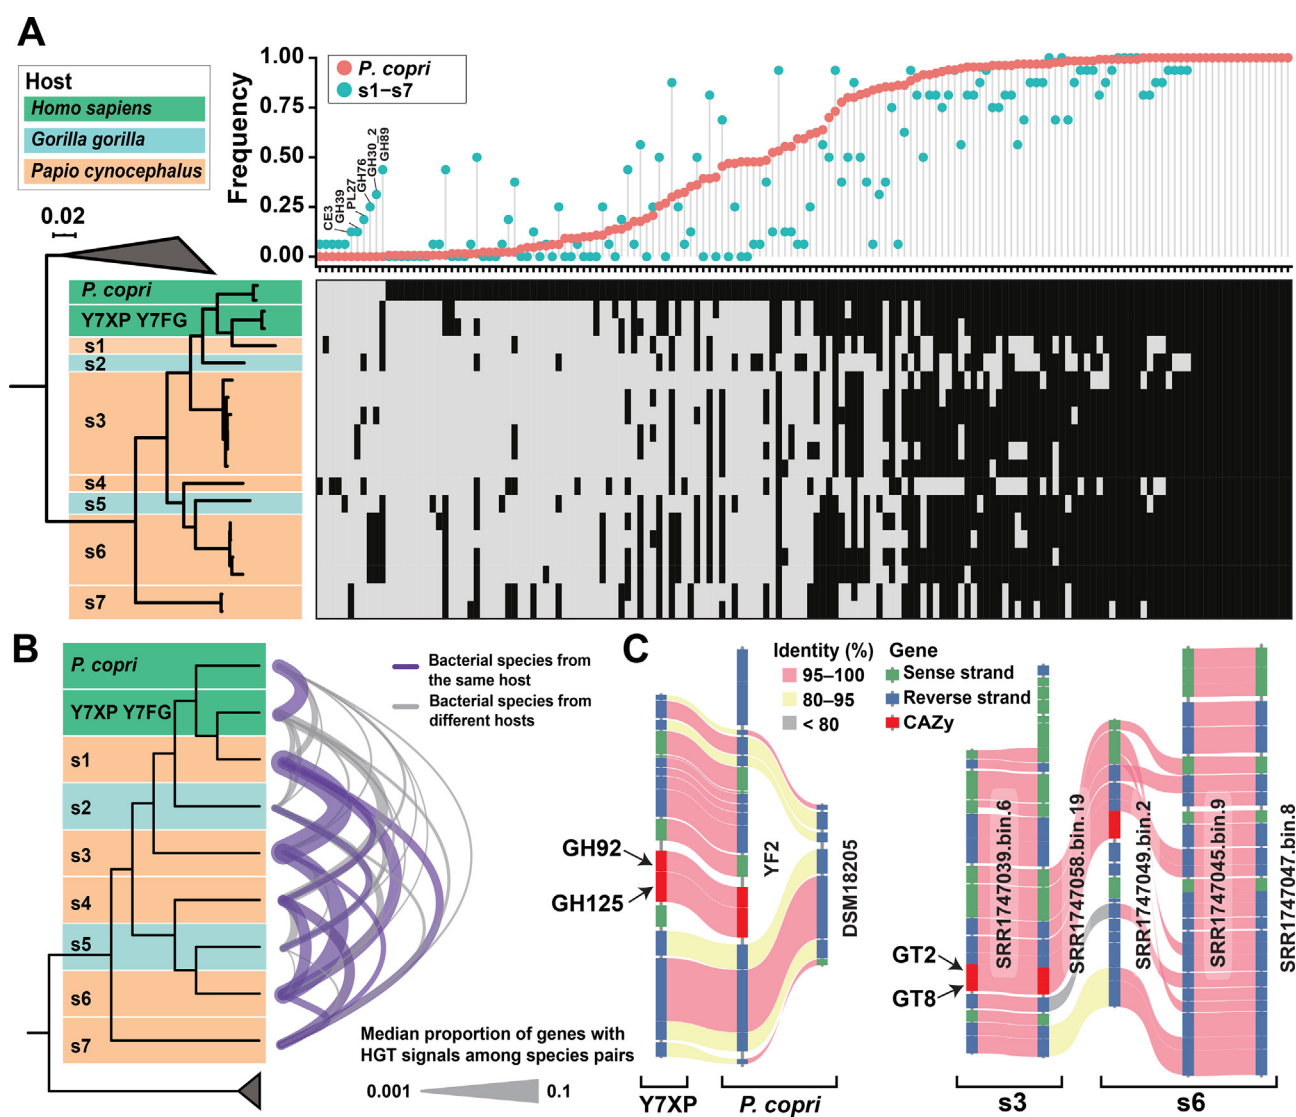 A
Host
Homo sapiens
Gorilla gorilla
Papio cynocephalus
0.02
Frequency
1.00
0.75
0.50
0.25
0.00
P. copri
s1–s7
CE3
GH39
PL27
GH76
GH30_2
GH89
P. copri
Y7XP Y7FG
s1
s2
s3
s4
s5
s6
s7
B
P. copri
Y7XP Y7FG
s1
s2
s3
s4
s5
s6
s7
Bacterial species from
the same host
Bacterial species from
different hosts
Median proportion of genes with
HGT signals among species pairs
0.001
0.1
C
Identity (%)
95–100
80–95
< 80
Gene
Sense strand
Reverse strand
CAZy
GH92
GH125
YF2
DSM18205
Y7XP
P. copri
GT2
GT8
SRR1747039.bin.6
SRR1747058.bin.19
SRR1747049.bin.2
SRR1747045.bin.9
SRR1747047.bin.8
s3
s6